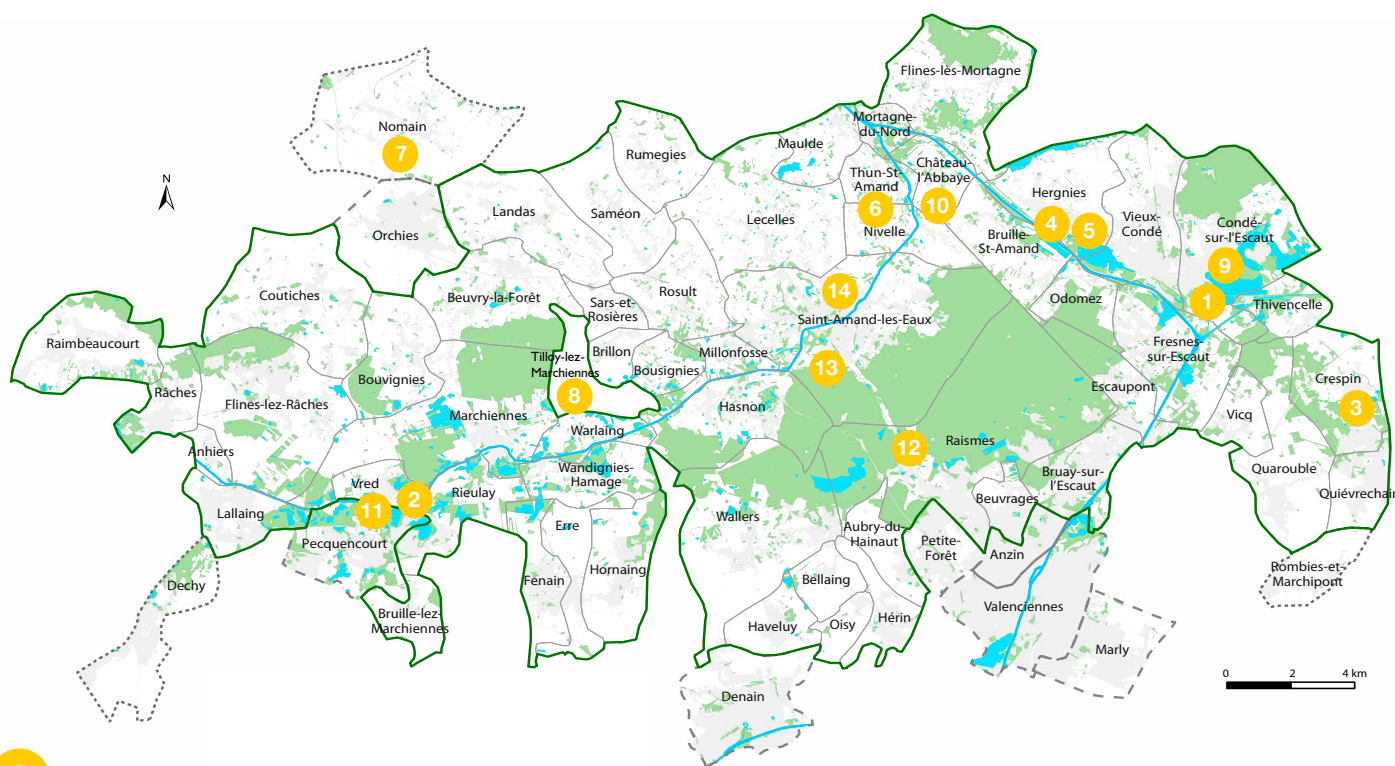 Flines-lès-Mortagne
Mortagne-
du-Nord
Nomain
7
Maulde
Rumegies
Château-
l'Abbaye
N
Thun-St-
Amand
Hergnies
10
6
Landas
Saméon
Lecelles
Nivelle
4
5
Vieux-
Condé
Condé-
sur-l'Escaut
Orchies
Bruille-
St-Amand
9
14
Coutiches
Beuvry-la-Forêt
Rosult
Sars-et-
Rosières
Odomez
1
Thivencelle
Saint-Amand-les-Eaux
Raimbeaucourt
Tilloy-lez-
Marchiennes
Brillon
Millonfosse
Fresnes-
sur-Escaut
Bousignies
13
Bouvignies
Crespin
Escaupont
Râches
8
Flines-lez-Râches
Marchiennes
Hasnon
Vicq
3
Warlaing
12
Raismes
Anhiers
Wandignies-
Hamage
Bruay-sur-
l'Escaut
Quarouble
Vred
2
Rieulay
Beuvrages
Quiévrechain
11
Lallaing
Wallers
Erre
Aubry-du-
Hainaut
Pecquencourt
Petite-
Forêt
Anzin
Dechy
Fenain
Hornaing
Bellaing
Rombies-et-
Marchipont
Bruille-lez-
Marchiennes
Valenciennes
Haveluy
Oisy
Hérin
Marly
0 2 4 km
Denain